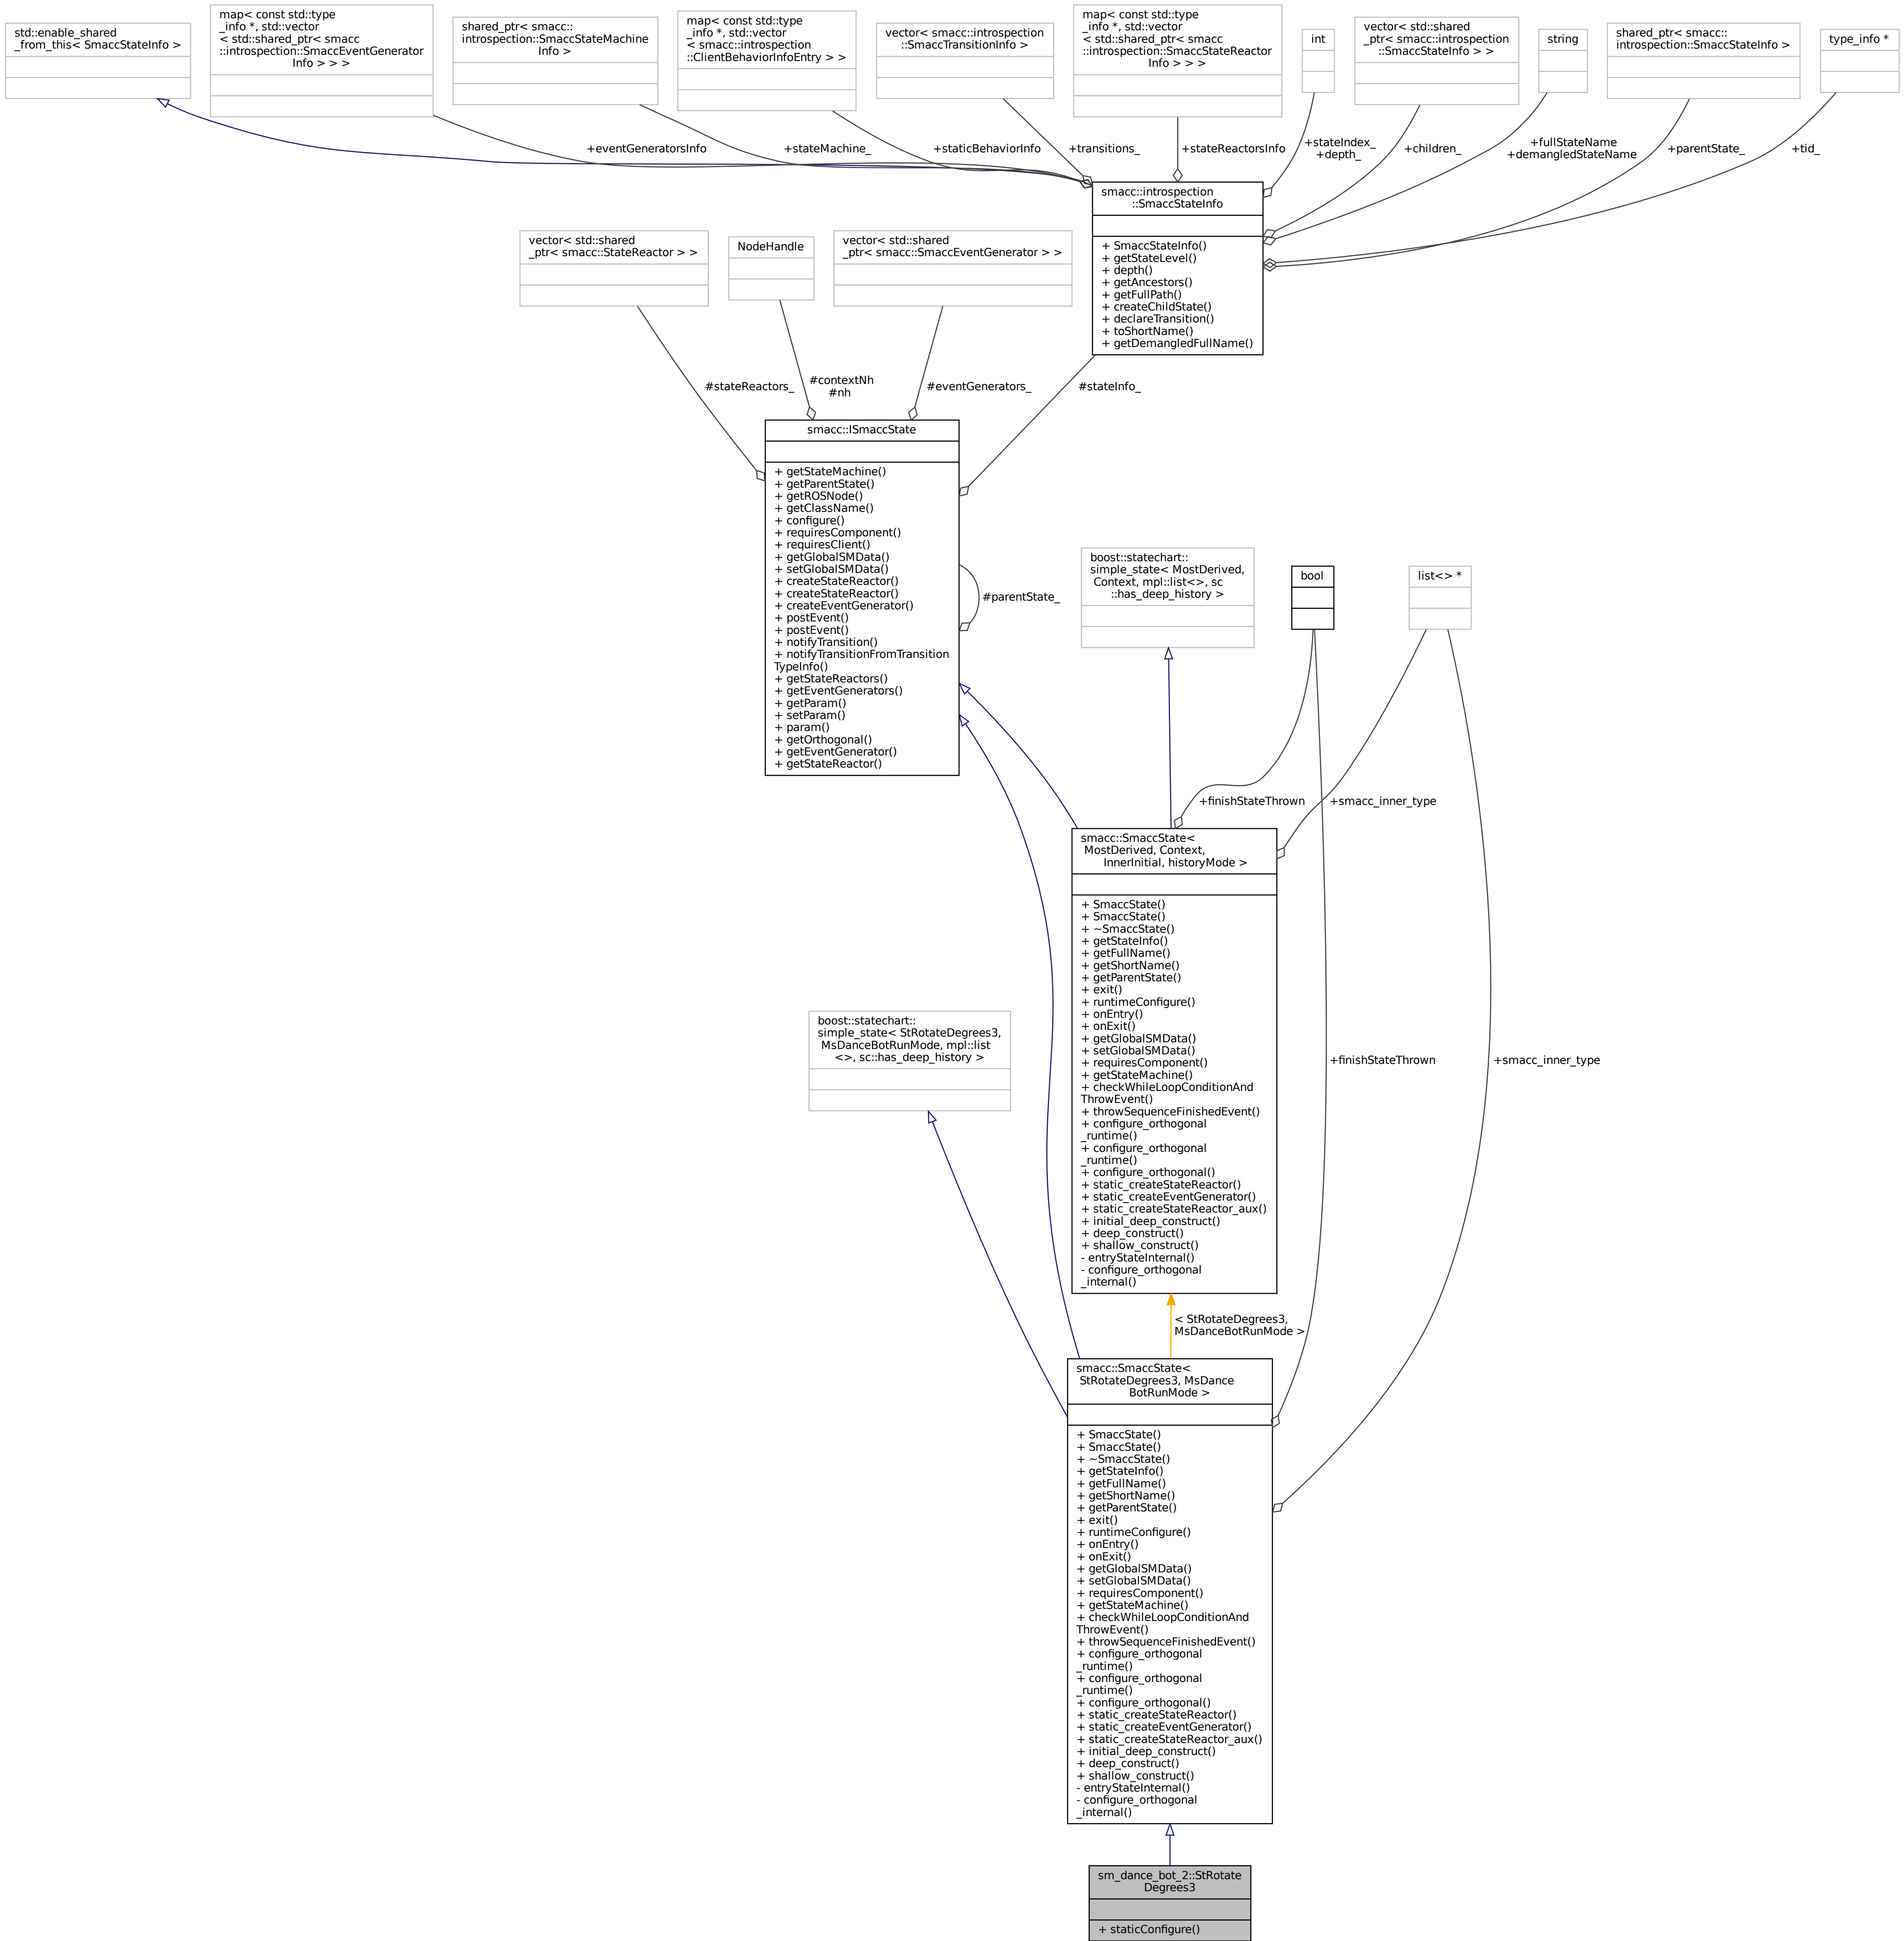 std::enable_shared
_from_this< SmaccStateInfo >
map< const std::type
_info *, std::vector
< std::shared_ptr< smacc
::introspection::SmaccEventGenerator
Info > > >
shared_ptr< smacc::
introspection::SmaccStateMachine
Info >
map< const std::type
_info *, std::vector
< smacc::introspection
::ClientBehaviorInfoEntry > >
vector< smacc::introspection
::SmaccTransitionInfo >
map< const std::type
_info *, std::vector
< std::shared_ptr< smacc
::introspection::SmaccStateReactor
Info > > >
int
vector< std::shared
_ptr< smacc::introspection
::SmaccStateInfo > >
string
shared_ptr< smacc::
introspection::SmaccStateInfo >
type_info *
+eventGeneratorsInfo
+stateMachine_
+staticBehaviorInfo
+transitions_
+stateReactorsInfo
+stateIndex_
+depth_
+children_
+fullStateName
+demangledStateName
+parentState_
+tid_
smacc::introspection
::SmaccStateInfo
+ SmaccStateInfo()
+ getStateLevel()
+ depth()
+ getAncestors()
+ getFullPath()
+ createChildState()
+ declareTransition()
+ toShortName()
+ getDemangledFullName()
vector< std::shared
_ptr< smacc::StateReactor > >
NodeHandle
vector< std::shared
_ptr< smacc::SmaccEventGenerator > >
#stateReactors_
#contextNh
#nh
#eventGenerators_
#stateInfo_
smacc::ISmaccState
+ getStateMachine()
+ getParentState()
+ getROSNode()
+ getClassName()
+ configure()
+ requiresComponent()
+ requiresClient()
+ getGlobalSMData()
+ setGlobalSMData()
+ createStateReactor()
+ createStateReactor()
+ createEventGenerator()
+ postEvent()
+ postEvent()
+ notifyTransition()
+ notifyTransitionFromTransition
TypeInfo()
+ getStateReactors()
+ getEventGenerators()
+ getParam()
+ setParam()
+ param()
+ getOrthogonal()
+ getEventGenerator()
+ getStateReactor()
#parentState_
boost::statechart::
simple_state< MostDerived,
Context, mpl::list<>, sc
::has_deep_history >
bool
list<> *
+finishStateThrown
+smacc_inner_type
smacc::SmaccState<
MostDerived, Context,
InnerInitial, historyMode >
+ SmaccState()
+ SmaccState()
+ ~SmaccState()
+ getStateInfo()
+ getFullName()
+ getShortName()
+ getParentState()
+ exit()
+ runtimeConfigure()
+ onEntry()
+ onExit()
+ getGlobalSMData()
+ setGlobalSMData()
+ requiresComponent()
+ getStateMachine()
+ checkWhileLoopConditionAnd
ThrowEvent()
+ throwSequenceFinishedEvent()
+ configure_orthogonal
_runtime()
+ configure_orthogonal
_runtime()
+ configure_orthogonal()
+ static_createStateReactor()
+ static_createEventGenerator()
+ static_createStateReactor_aux()
+ initial_deep_construct()
+ deep_construct()
+ shallow_construct()
- entryStateInternal()
- configure_orthogonal
_internal()
boost::statechart::
simple_state< StRotateDegrees3,
MsDanceBotRunMode, mpl::list
<>, sc::has_deep_history >
+finishStateThrown
+smacc_inner_type
< StRotateDegrees3,
MsDanceBotRunMode >
smacc::SmaccState<
StRotateDegrees3, MsDance
BotRunMode >
+ SmaccState()
+ SmaccState()
+ ~SmaccState()
+ getStateInfo()
+ getFullName()
+ getShortName()
+ getParentState()
+ exit()
+ runtimeConfigure()
+ onEntry()
+ onExit()
+ getGlobalSMData()
+ setGlobalSMData()
+ requiresComponent()
+ getStateMachine()
+ checkWhileLoopConditionAnd
ThrowEvent()
+ throwSequenceFinishedEvent()
+ configure_orthogonal
_runtime()
+ configure_orthogonal
_runtime()
+ configure_orthogonal()
+ static_createStateReactor()
+ static_createEventGenerator()
+ static_createStateReactor_aux()
+ initial_deep_construct()
+ deep_construct()
+ shallow_construct()
- entryStateInternal()
- configure_orthogonal
_internal()
sm_dance_bot_2::StRotate
Degrees3
+ staticConfigure()